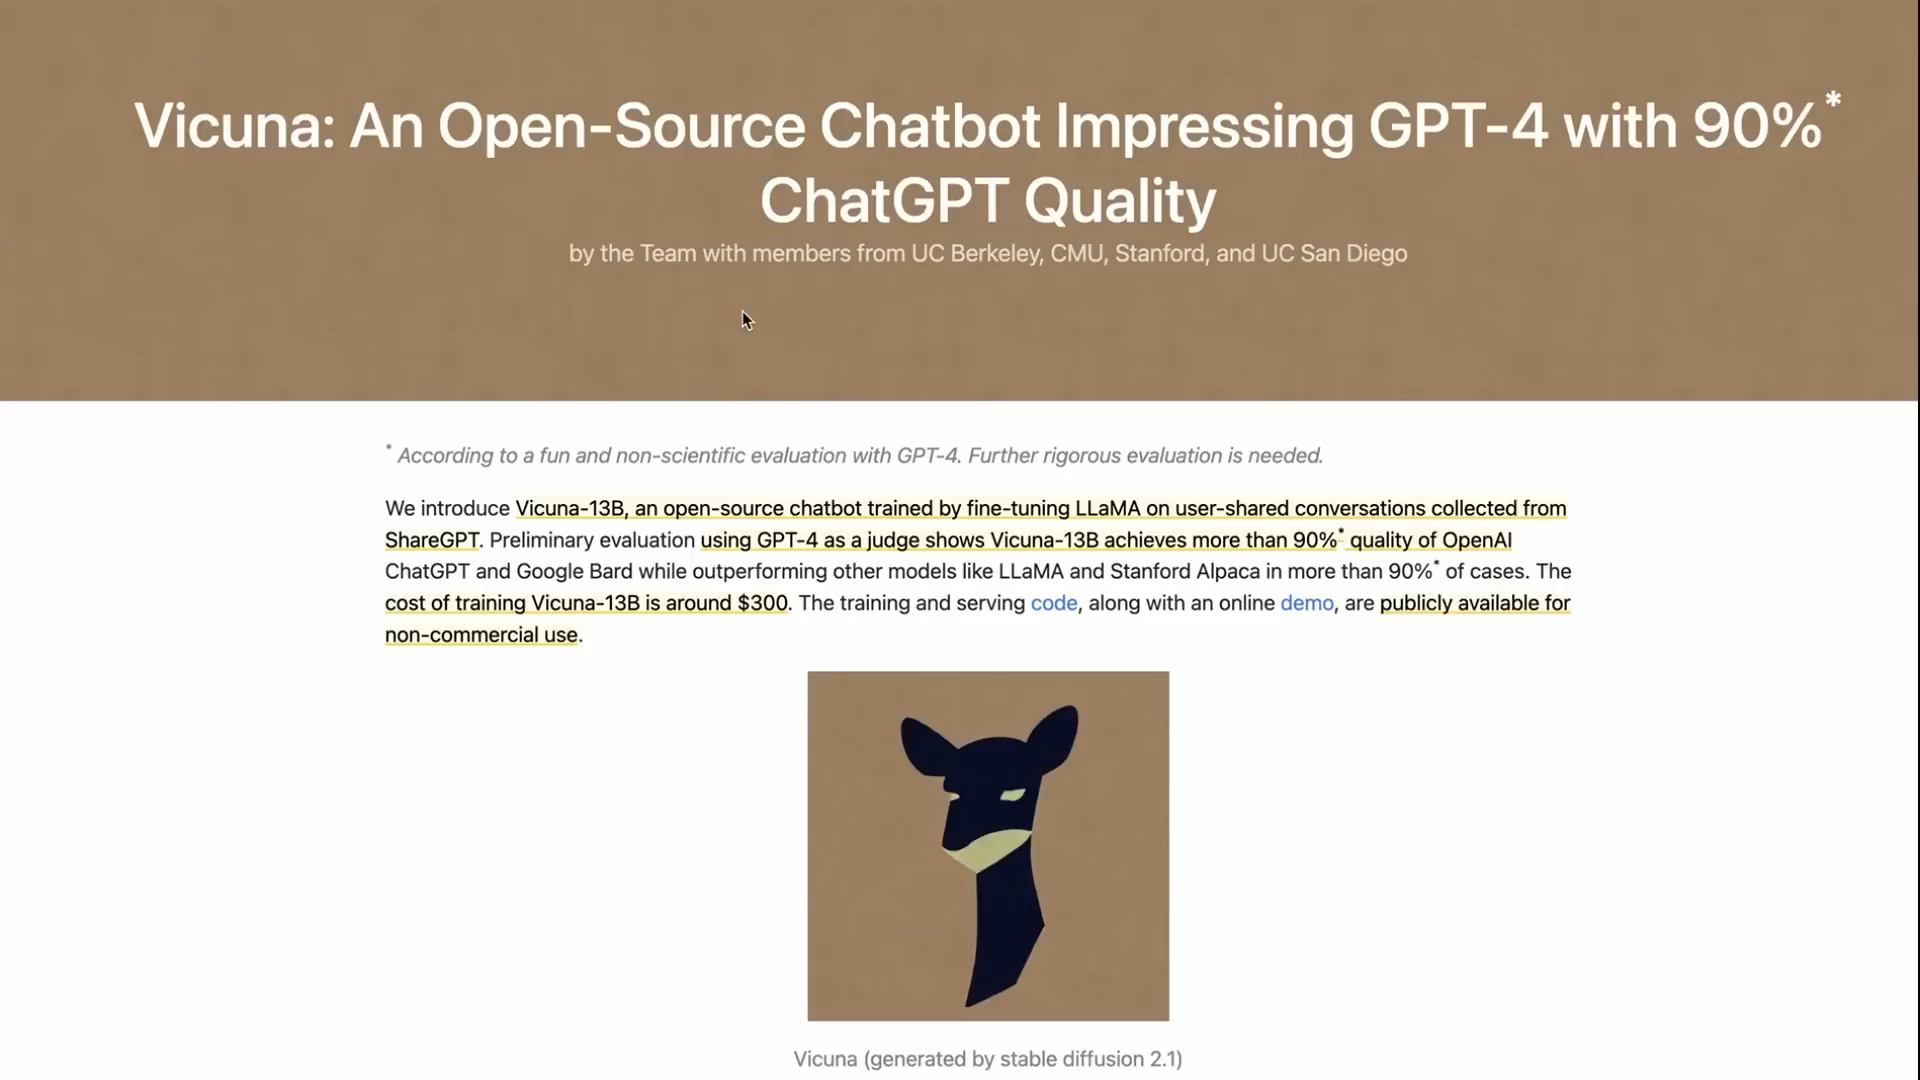 Vicuna: An Open-Source Chatbot Impressing GPT-4 with 90%*
ChatGPT Quality
by the Team with members from UC Berkeley, CMU, Stanford, and UC San Diego
* According to a fun and non-scientific evaluation with GPT-4. Further rigorous evaluation is needed.
We introduce Vicuna-13B, an open-source chatbot trained by fine-tuning LLaMA on user-shared conversations collected from
ShareGPT. Preliminary evaluation using GPT-4 as a judge shows Vicuna-13B achieves more than 90%* quality of OpenAI
ChatGPT and Google Bard while outperforming other models like LLaMA and Stanford Alpaca in more than 90%* of cases. The
cost of training Vicuna-13B is around $300. The training and serving code, along with an online demo, are publicly available for
non-commercial use.
Vicuna (generated by stable diffusion 2.1)